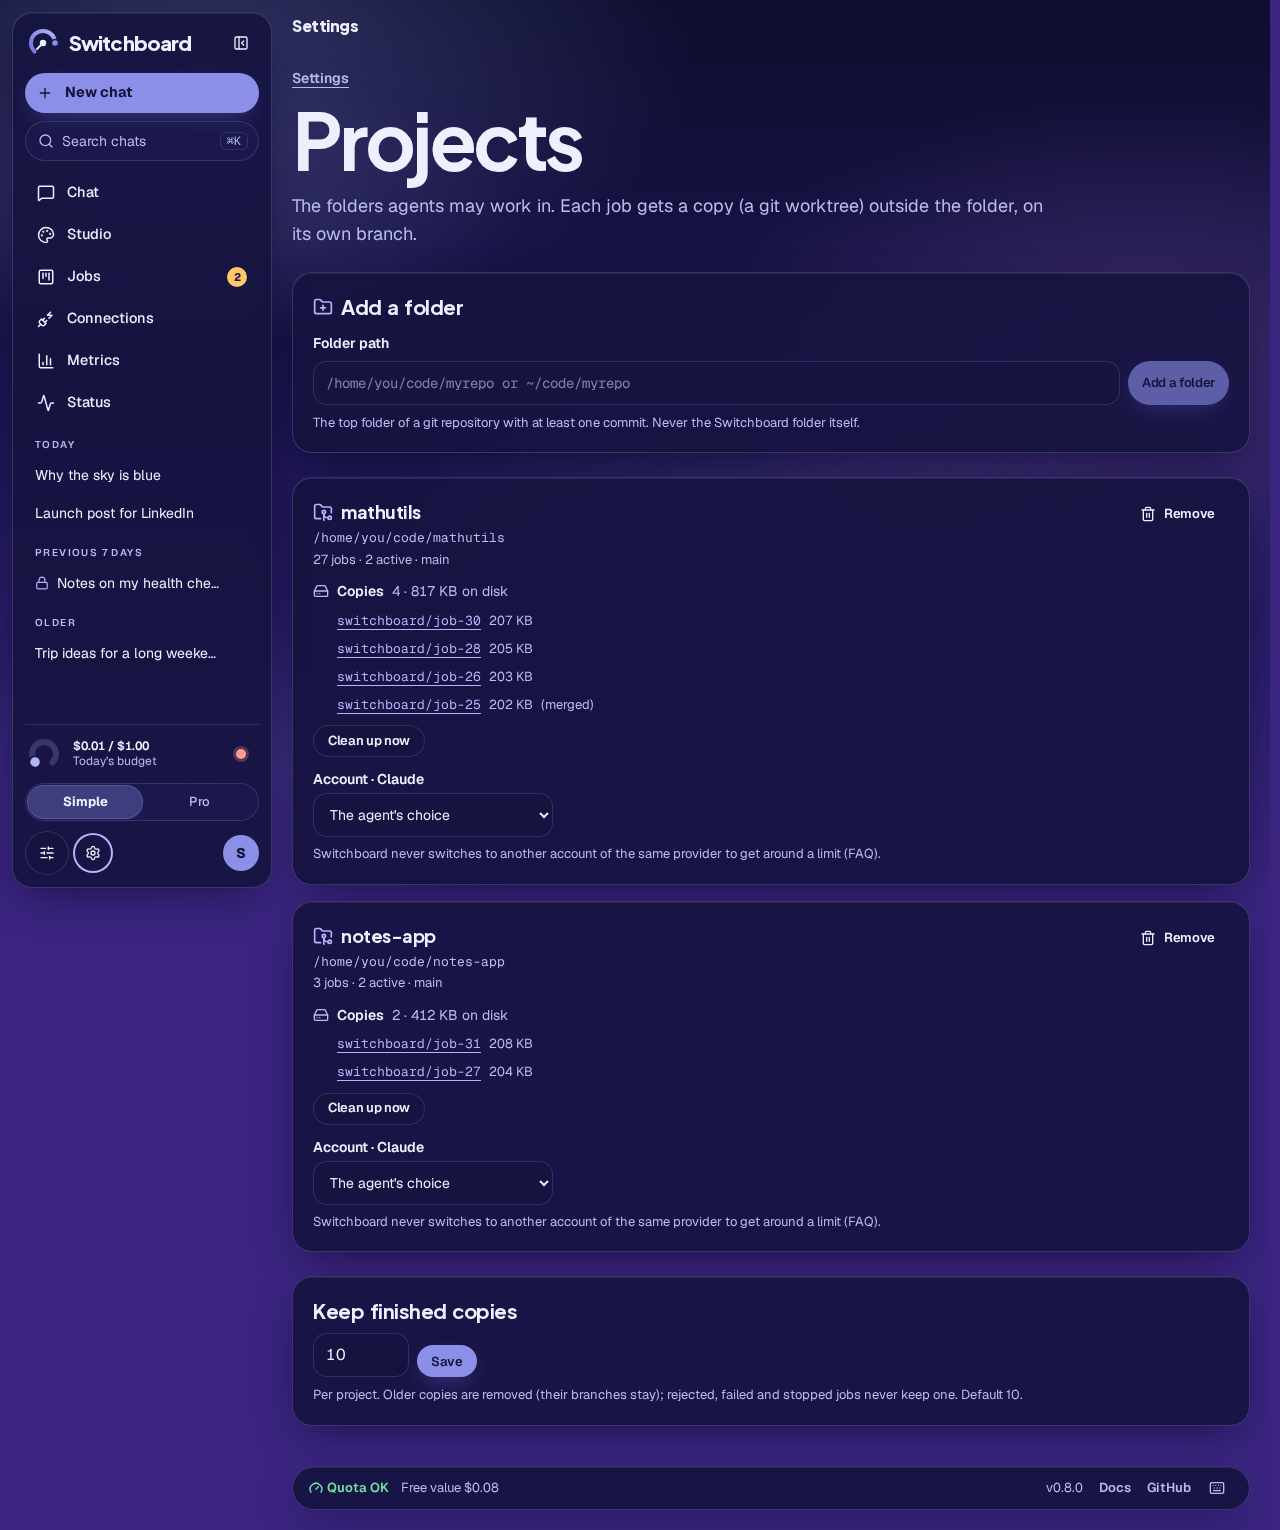 Switchboard
New chat
Search chats
⌘K
Chat
Studio
Jobs
2
Connections
Metrics
Status
TODAY
Why the sky is blue
Launch post for LinkedIn
PREVIOUS 7 DAYS
Notes on my health che…
OLDER
Trip ideas for a long weeke…
$0.01 / $1.00
Today's budget
Simple
Pro
S
Settings
Settings
Projects
The folders agents may work in. Each job gets a copy (a git worktree) outside the folder, on
its own branch.
Add a folder
Folder path
/home/you/code/myrepo or ~/code/myrepo
Add a folder
The top folder of a git repository with at least one commit. Never the Switchboard folder itself.
mathutils
Remove
/home/you/code/mathutils
27 jobs · 2 active · main
Copies 4 · 817 KB on disk
switchboard/job-30 207 KB
switchboard/job-28 205 KB
switchboard/job-26 203 KB
switchboard/job-25 202 KB (merged)
Clean up now
Account · Claude
The agent's choice
Switchboard never switches to another account of the same provider to get around a limit (FAQ).
notes-app
Remove
/home/you/code/notes-app
3 jobs · 2 active · main
Copies 2 · 412 KB on disk
switchboard/job-31 208 KB
switchboard/job-27 204 KB
Clean up now
Account · Claude
The agent's choice
Switchboard never switches to another account of the same provider to get around a limit (FAQ).
Keep finished copies
10
Save
Per project. Older copies are removed (their branches stay); rejected, failed and stopped jobs never keep one. Default 10.
Quota OK
Free value $0.08
v0.8.0
Docs
GitHub